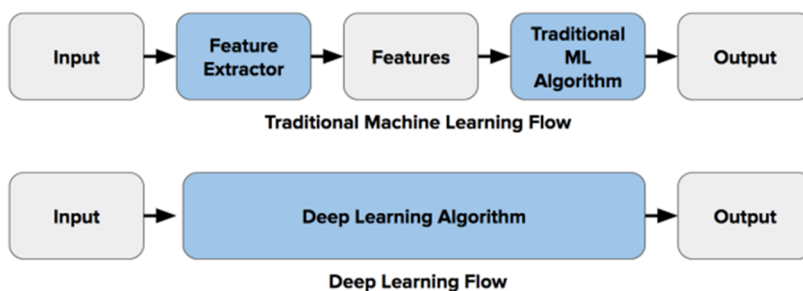 Input
Feature
Extractor
Features
Traditional
ML
Algorithm
Output
Traditional Machine Learning Flow
Input
Deep Learning Algorithm
Output
Deep Learning Flow